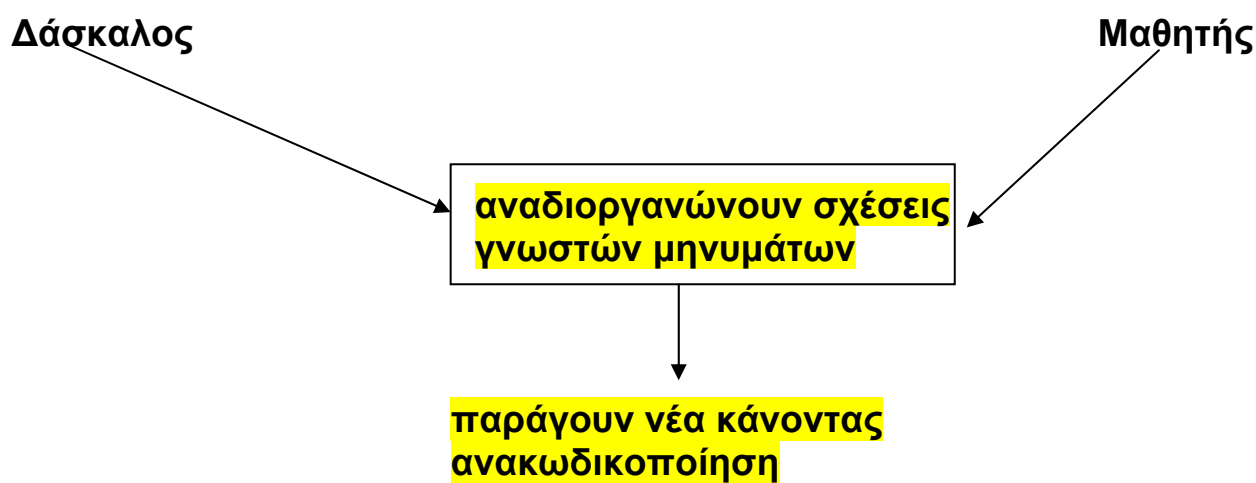 Δάσκαλος
Μαθητής
αναδιοργανώνουν σχέσεις
γνωστών μηνυμάτων
παράγουν νέα κάνοντας
ανακωδικοποίηση